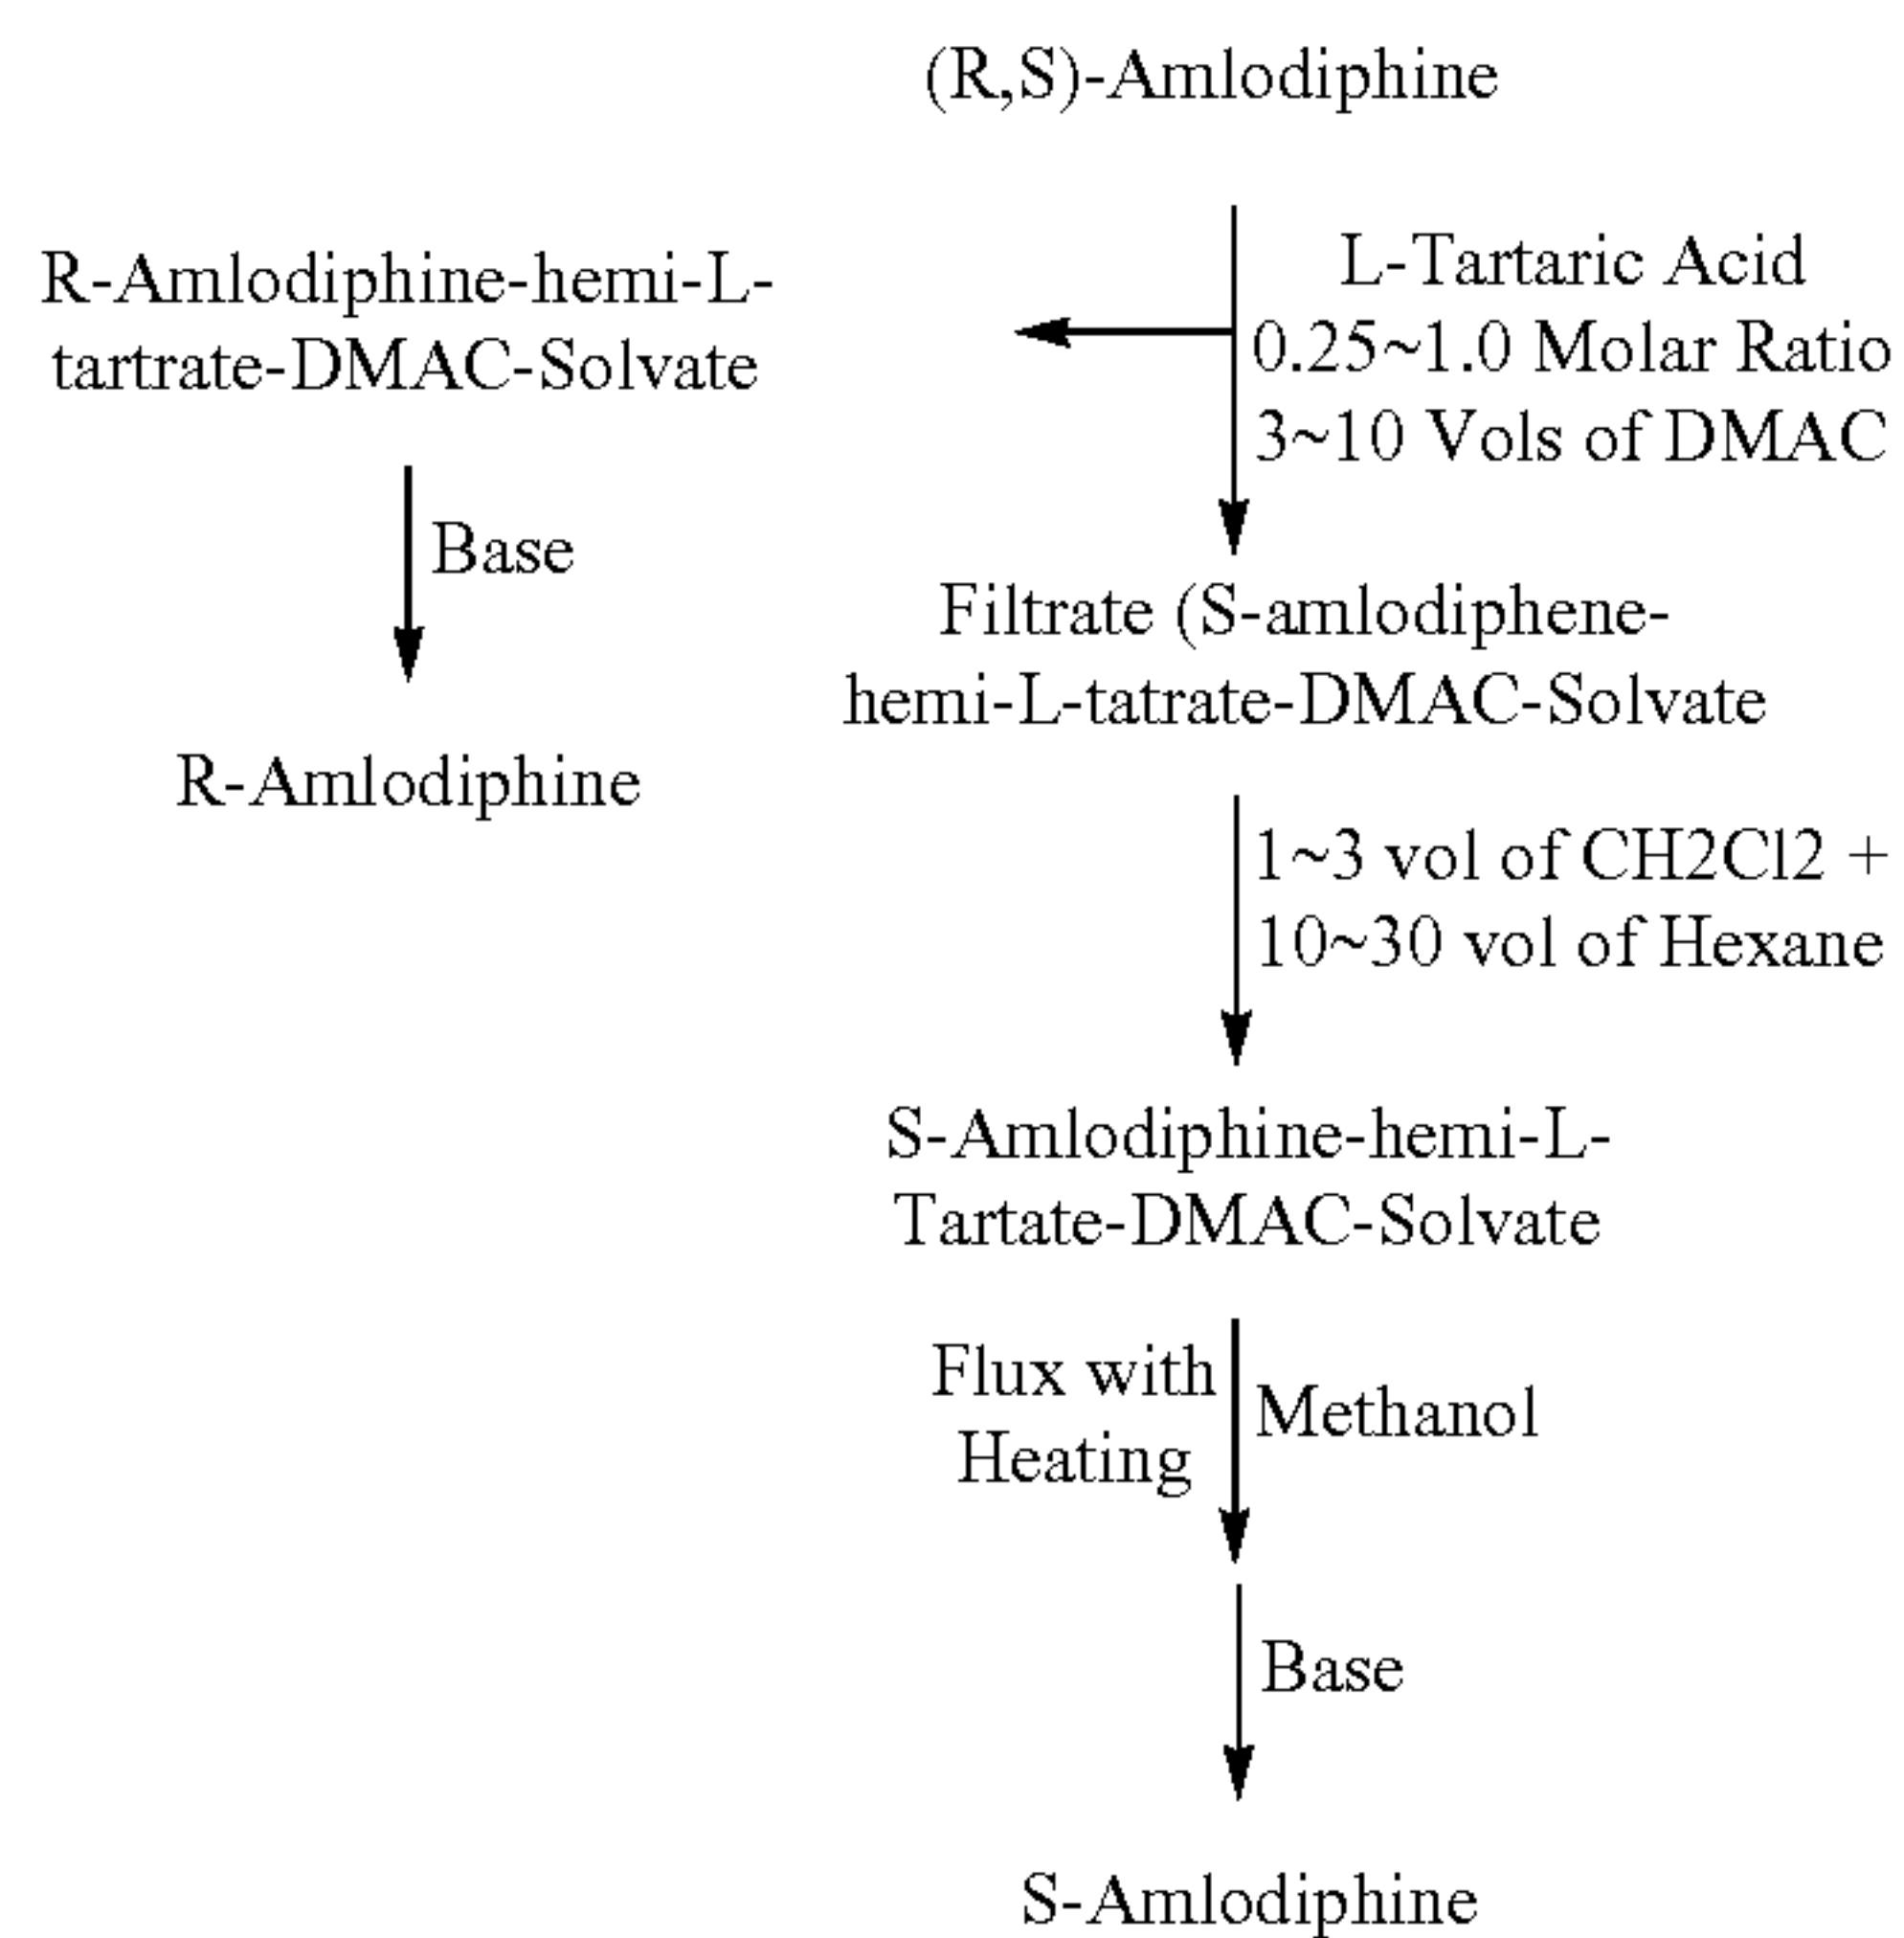 (R,S)-Amlodiphine
L-Tartaric Acid
0.25~1.0 Molar Ratio
3~10 Vols of DMAC
R-Amlodiphine-hemi-L-
tartrate-DMAC-Solvate
Base
R-Amlodiphine
Filtrate (S-amlodiphene-
hemi-L-tatrate-DMAC-Solvate
1~3 vol of CH2Cl2 +
10~30 vol of Hexane
S-Amlodiphine-hemi-L-
Tartate-DMAC-Solvate
Flux with
Heating
Methanol
Base
S-Amlodiphine